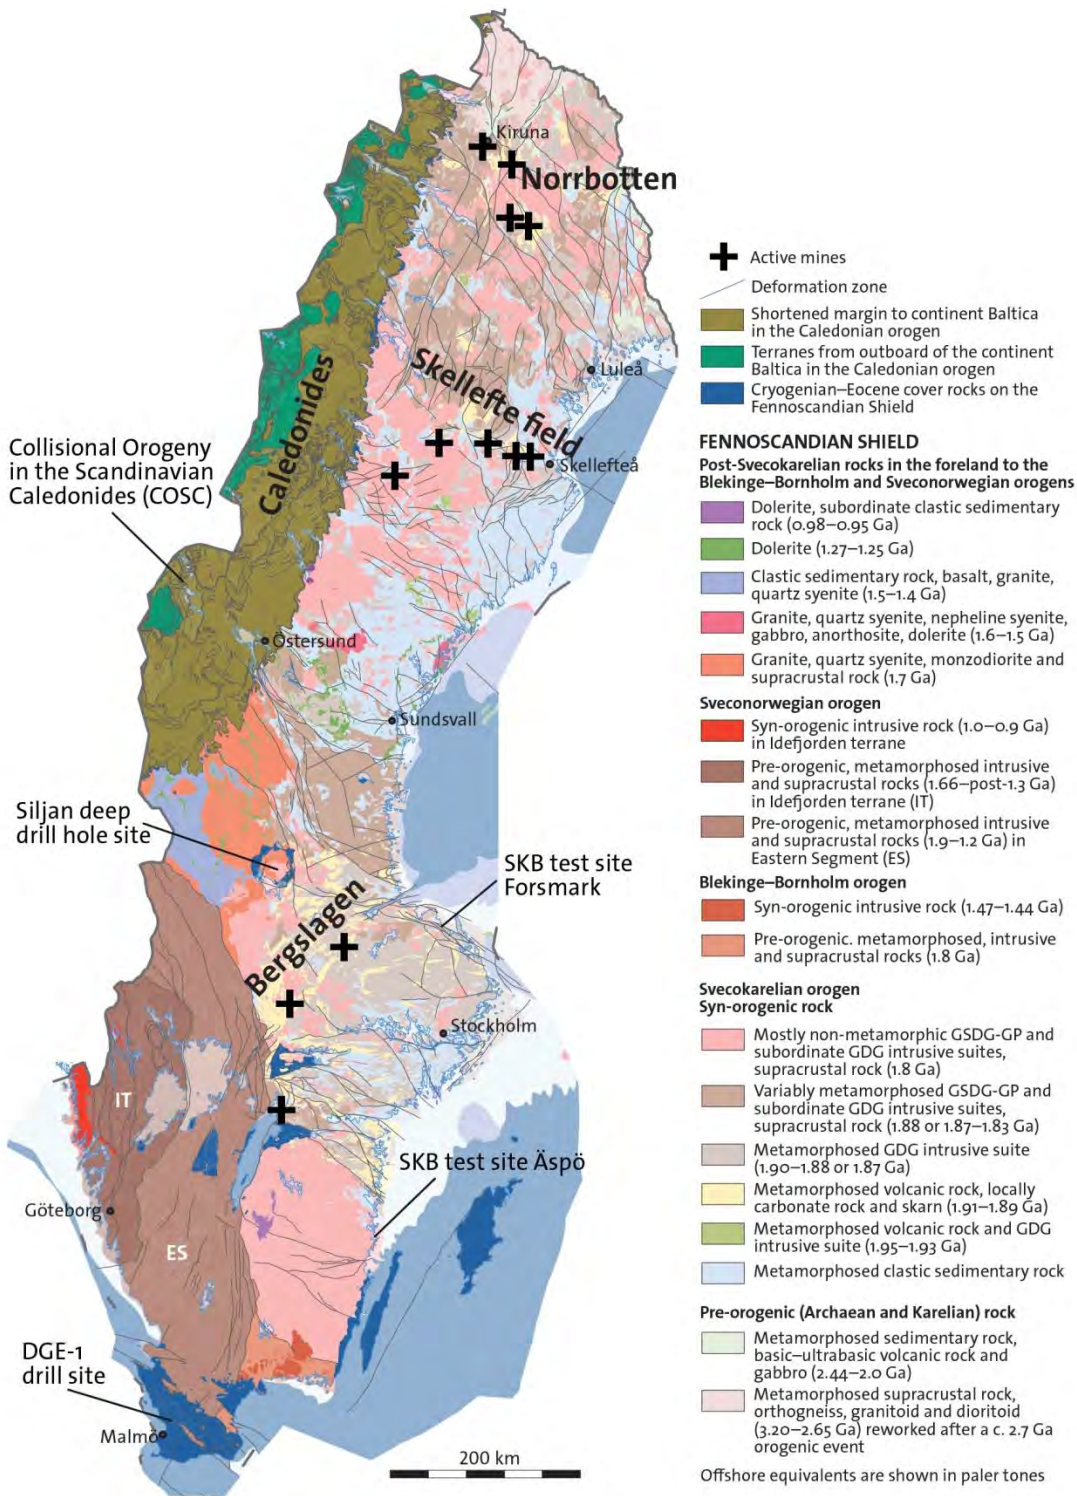 Kiruna
Norrbotten
Luleå
Skellefte field
Skellefteå
Caledonides
Collisional Orogeny
in the Scandinavian
Caledonides (COSC)
Östersund
Sundsvall
Siljan deep
drill hole site
SKB test site
Forsmark
Bergslagen
Stockholm
IT
SKB test site Äspö
Göteborg
ES
DGE-1
drill site
Malmö
200 km
Active mines
Deformation zone
Shortened margin to continent Baltica
in the Caledonian orogen
Terranes from outboard of the continent
Baltica in the Caledonian orogen
Cryogenian–Eocene cover rocks on the
Fennoscandian Shield
FENNOSCANDIAN SHIELD
Post-Svecokarelian rocks in the foreland to the
Blekinge–Bornholm and Sveconorwegian orogens
Dolerite, subordinate clastic sedimentary
rock (0.98–0.95 Ga)
Dolerite (1.27–1.25 Ga)
Clastic sedimentary rock, basalt, granite,
quartz syenite (1.5–1.4 Ga)
Granite, quartz syenite, nepheline syenite,
gabbro, anorthosite, dolerite (1.6–1.5 Ga)
Granite, quartz syenite, monzodiorite and
supracrustal rock (1.7 Ga)
Sveconorwegian orogen
Syn-orogenic intrusive rock (1.0–0.9 Ga)
in Idefjorden terrane
Pre-orogenic, metamorphosed intrusive
and supracrustal rocks (1.66–post-1.3 Ga)
in Idefjorden terrane (IT)
Pre-orogenic, metamorphosed intrusive
and supracrustal rocks (1.9–1.2 Ga) in
Eastern Segment (ES)
Blekinge–Bornholm orogen
Syn-orogenic intrusive rock (1.47–1.44 Ga)
Pre-orogenic. metamorphosed, intrusive
and supracrustal rocks (1.8 Ga)
Svecokarelian orogen
Syn-orogenic rock
Mostly non-metamorphic GSDG-GP and
subordinate GDG intrusive suites,
supracrustal rock (1.8 Ga)
Variably metamorphosed GSDG-GP and
subordinate GDG intrusive suites,
supracrustal rock (1.88 or 1.87–1.83 Ga)
Metamorphosed GDG intrusive suite
(1.90–1.88 or 1.87 Ga)
Metamorphosed volcanic rock, locally
carbonate rock and skarn (1.91–1.89 Ga)
Metamorphosed volcanic rock and GDG
intrusive suite (1.95–1.93 Ga)
Metamorphosed clastic sedimentary rock
Pre-orogenic (Archaean and Karelian) rock
Metamorphosed sedimentary rock,
basic–ultrabasic volcanic rock and
gabbro (2.44–2.0 Ga)
Metamorphosed supracrustal rock,
orthogneiss, granitoid and dioritoid
(3.20–2.65 Ga) reworked after a c. 2.7 Ga
orogenic event
Offshore equivalents are shown in paler tones